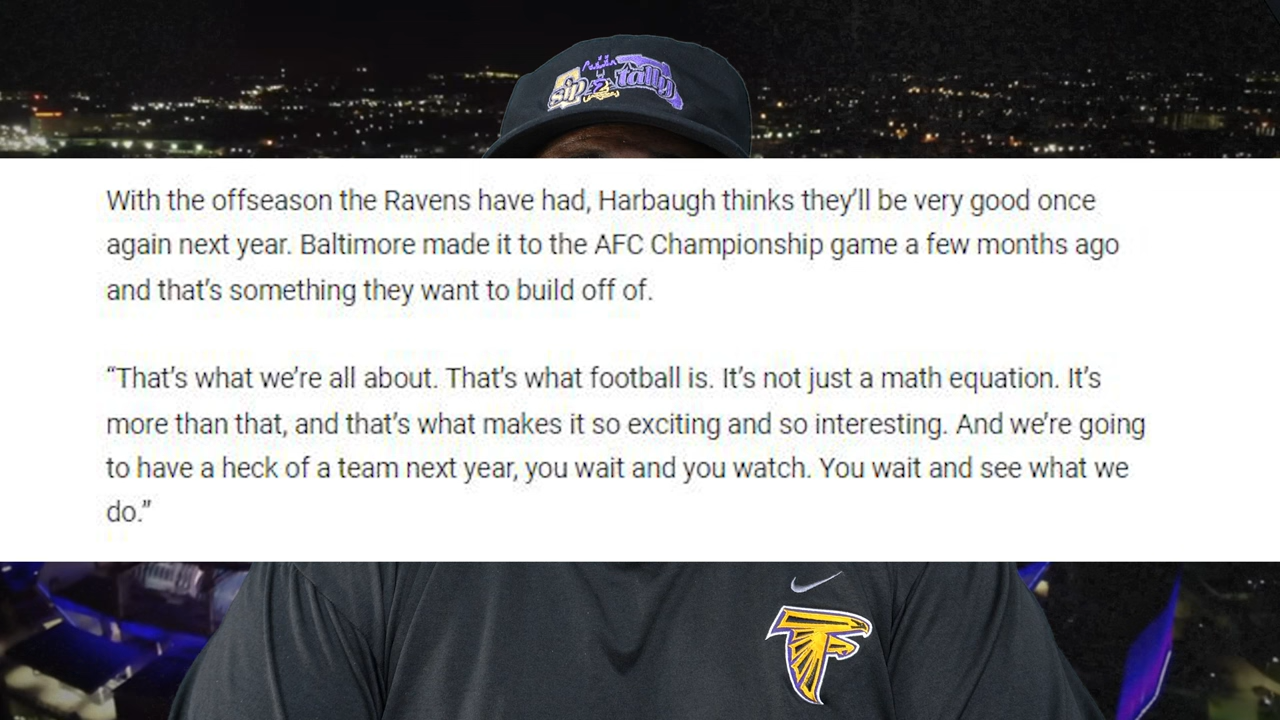 sip 2 tally
With the offseason the Ravens have had, Harbaugh thinks they’ll be very good once
again next year. Baltimore made it to the AFC Championship game a few months ago
and that’s something they want to build off of.
“That’s what we’re all about. That’s what football is. It’s not just a math equation. It’s
more than that, and that’s what makes it so exciting and so interesting. And we’re going
to have a heck of a team next year, you wait and you watch. You wait and see what we
do.”